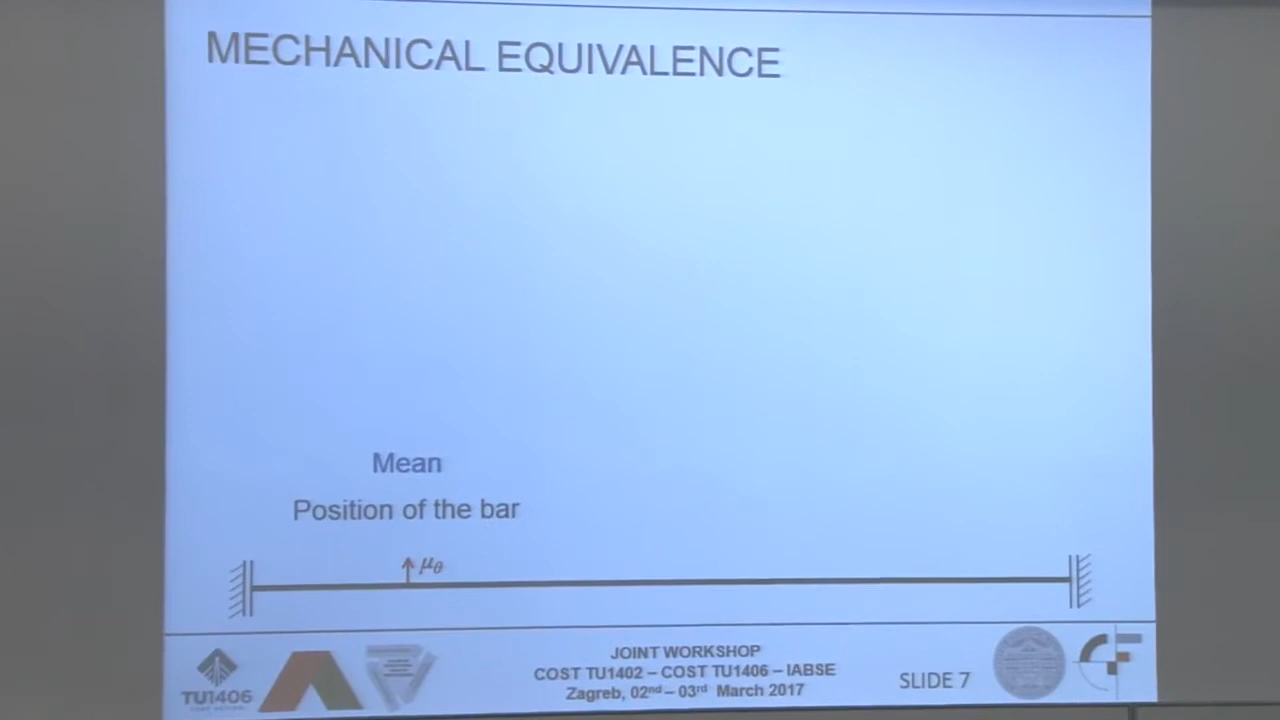 MECHANICAL EQUIVALENCE
Mean
Position of the bar
μθ
JOINT WORKSHOP
COST TU1402 – COST TU1406 – IABSE
Zagreb, 02nd – 03rd March 2017
SLIDE 7
TU1406